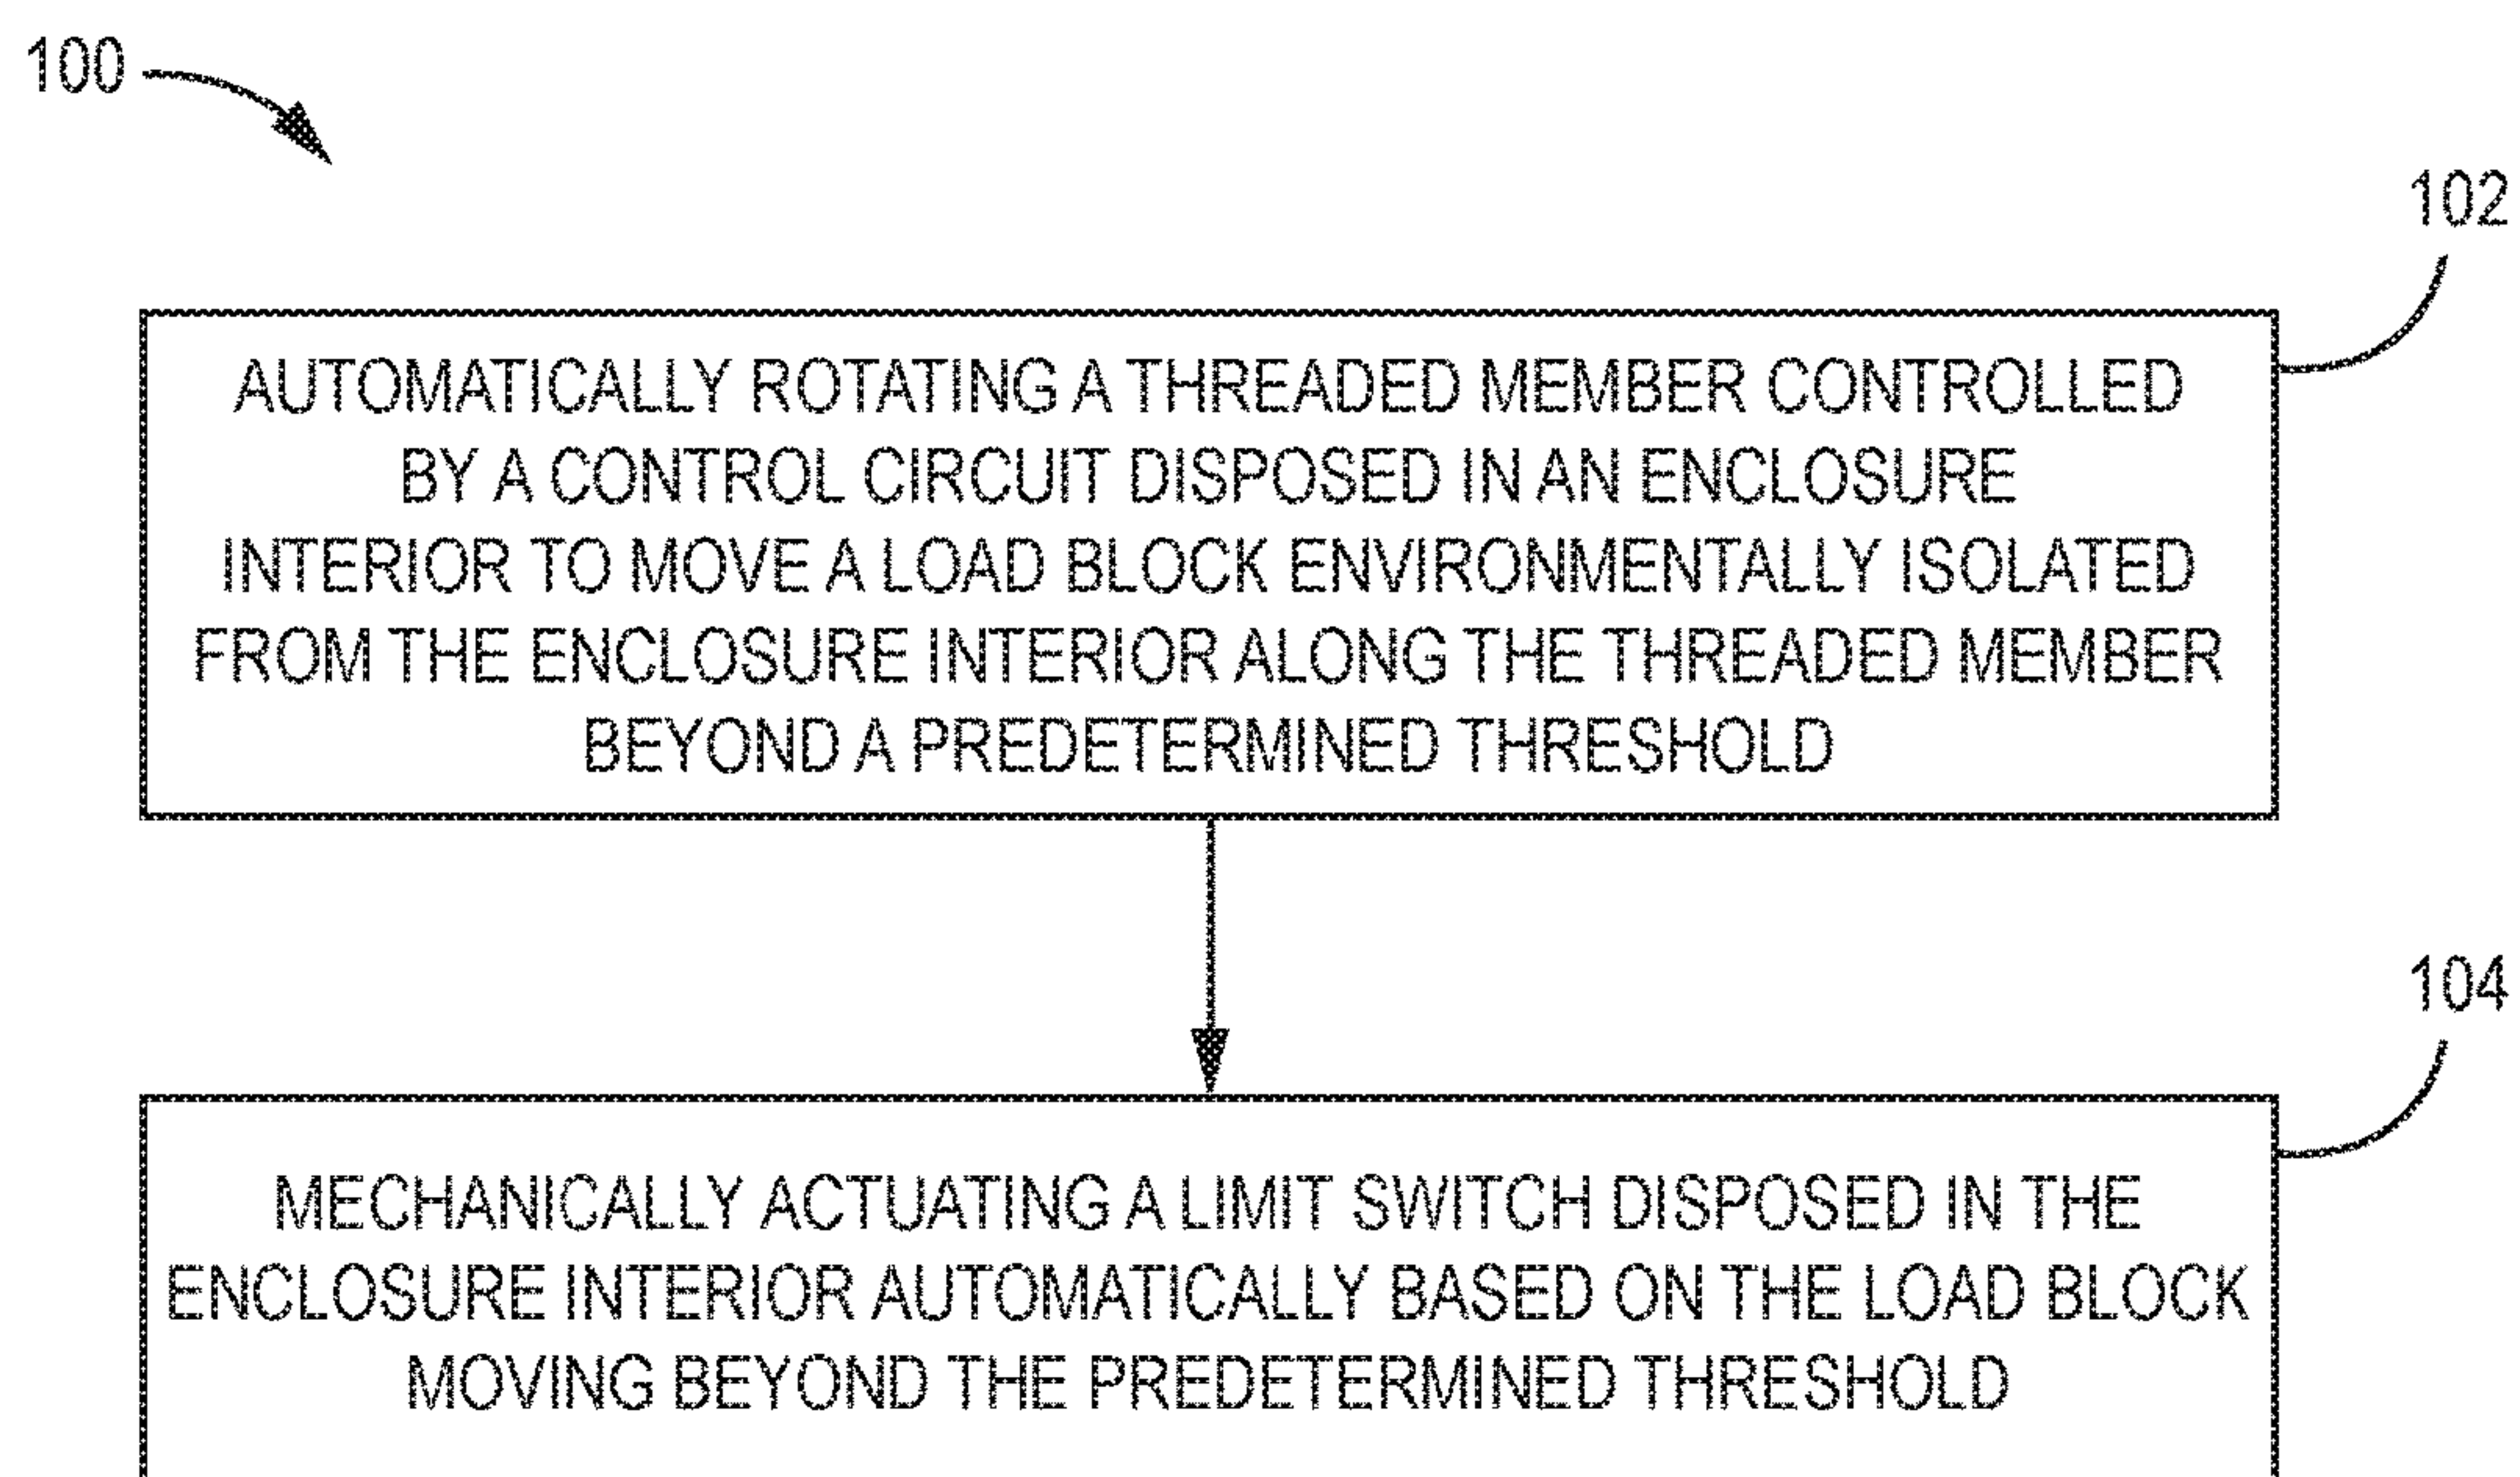 100
102
AUTOMATICALLY ROTATING A THREADED MEMBER CONTROLLED
BY A CONTROL CIRCUIT DISPOSED IN AN ENCLOSURE
INTERIOR TO MOVE A LOAD BLOCK ENVIRONMENTALLY ISOLATED
FROM THE ENCLOSURE INTERIOR ALONG THE THREADED MEMBER
BEYOND A PREDETERMINED THRESHOLD
104
MECHANICALLY ACTUATING A LIMIT SWITCH DISPOSED IN THE
ENCLOSURE INTERIOR AUTOMATICALLY BASED ON THE LOAD BLOCK
MOVING BEYOND THE PREDETERMINED THRESHOLD